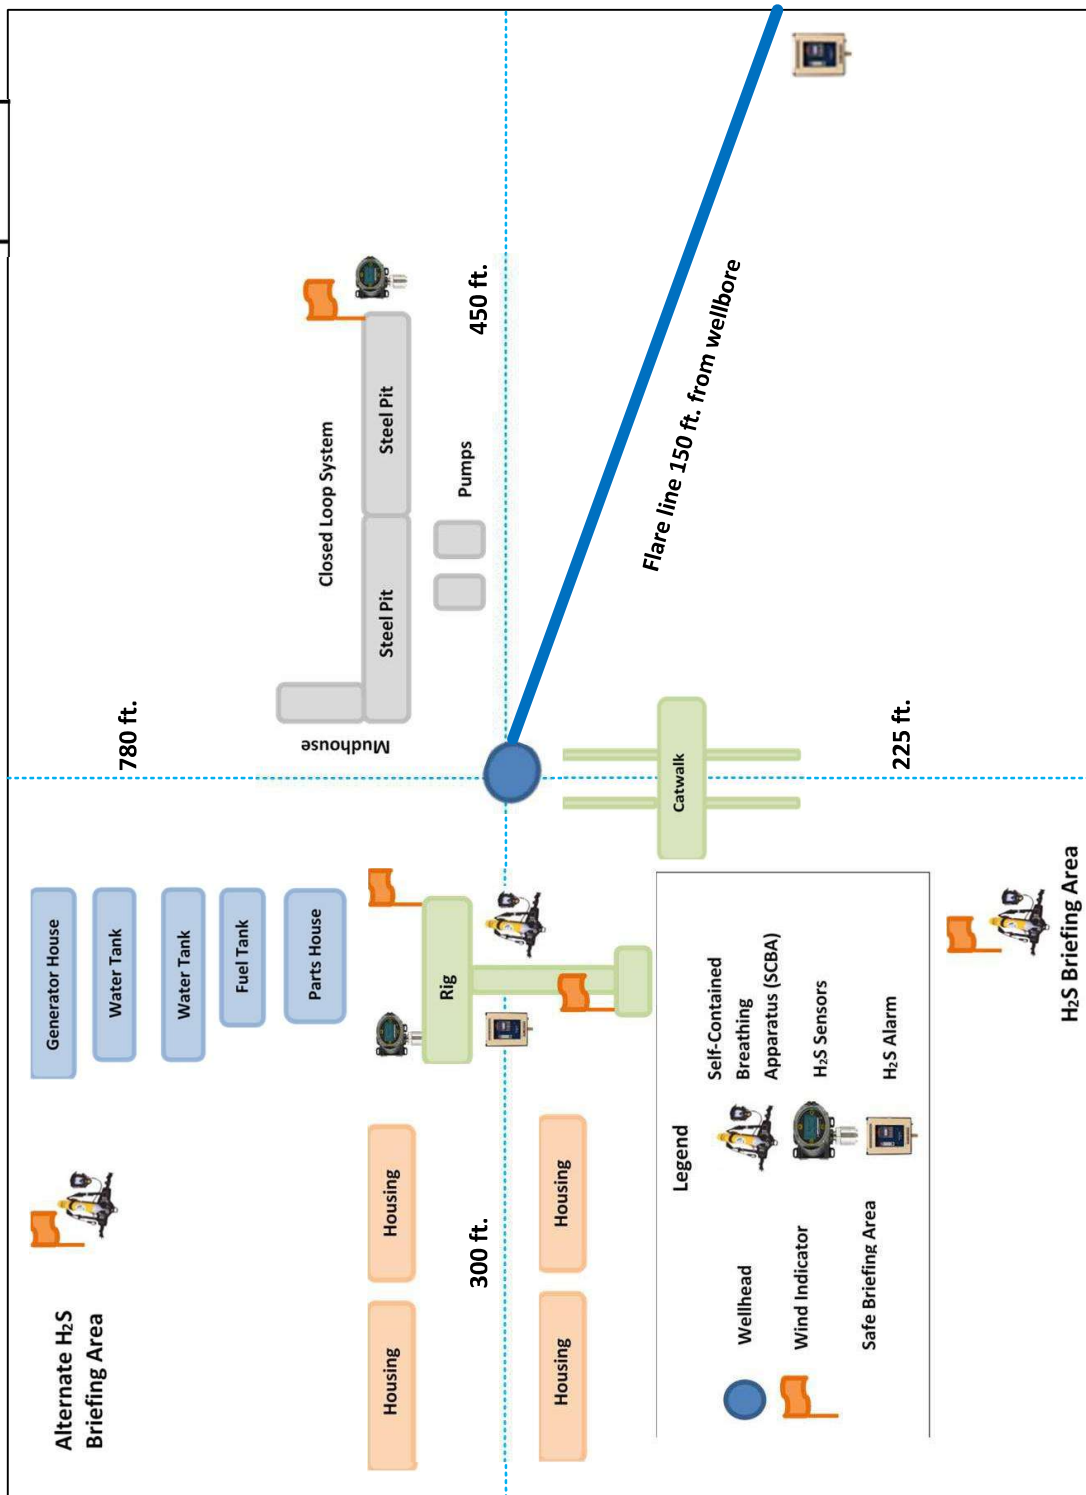 Alternate H₂S
Briefing Area
Generator House
Water Tank
Water Tank
Fuel Tank
Parts House
780 ft.
Closed Loop System
Mudhouse
Steel Pit
Steel Pit
Pumps
450 ft.
Housing
Housing
300 ft.
Housing
Housing
Rig
Catwalk
Flare line 150 ft. from wellbore
225 ft.
Legend
Wellhead
Wind Indicator
Safe Briefing Area
Self-Contained
Breathing
Apparatus (SCBA)
H₂S Sensors
H₂S Alarm
H₂S Briefing Area